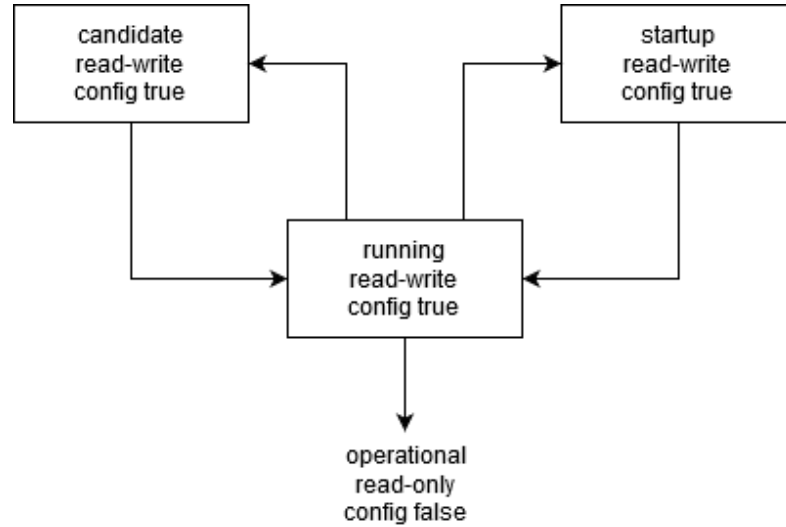 candidate
read-write
config true
startup
read-write
config true
running
read-write
config true
operational
read-only
config false